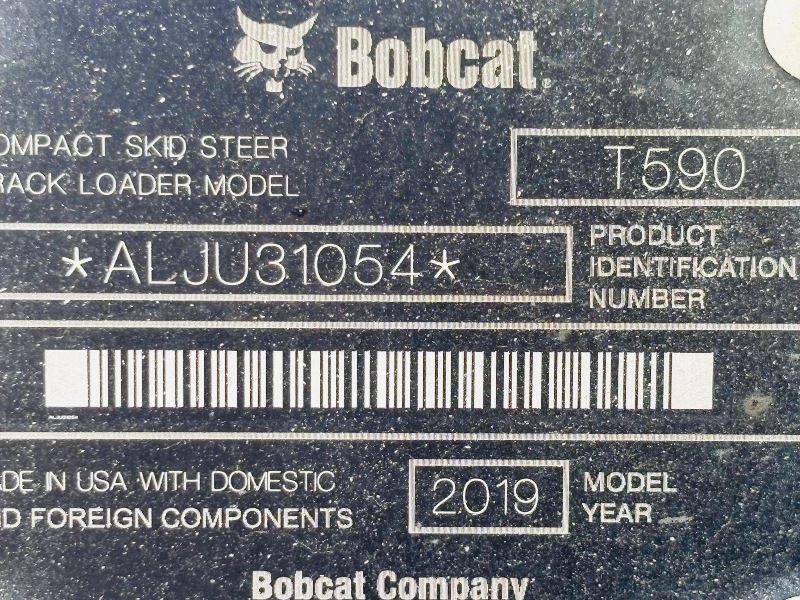 Bobcat
OMPACT SKID STEER
RACK LOADER MODEL
T590
*ALJU31054*
PRODUCT
IDENTIFICATION
NUMBER
ALJU31054
DE IN USA WITH DOMESTIC
D FOREIGN COMPONENTS
2019
MODEL
YEAR
Bobcat Company